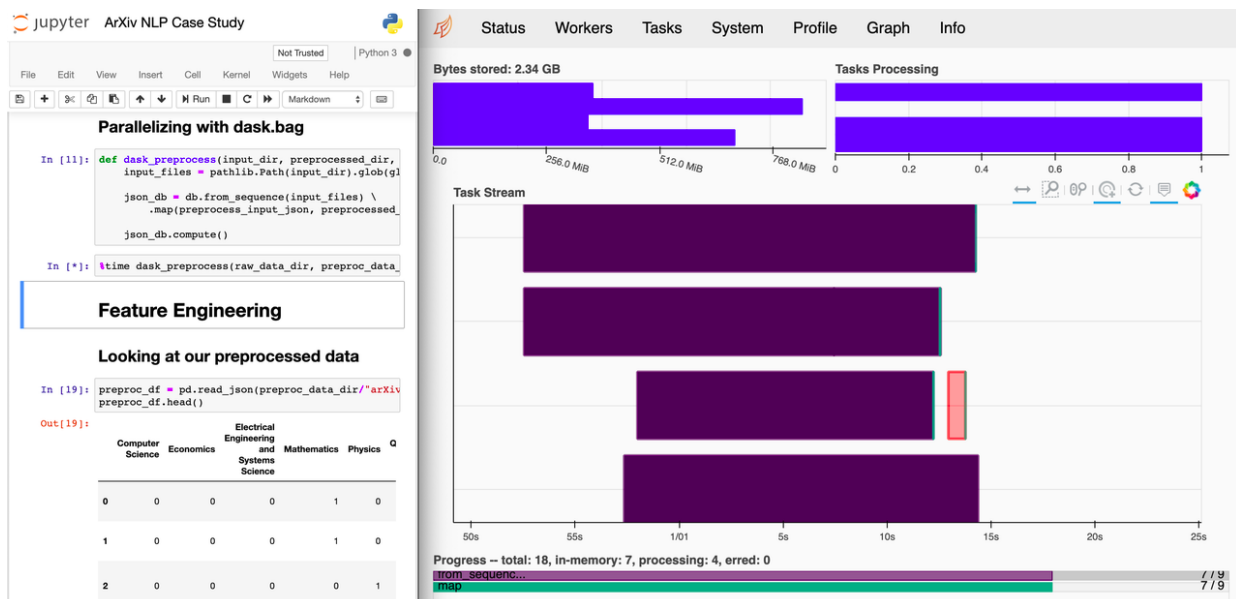 jupyter ArXiv NLP Case Study
Not Trusted Python 3
File Edit View Insert Cell Kernel Widgets Help
Run Markdown
Parallelizing with dask.bag
In [11]: def dask_preprocess(input_dir, preprocessed_dir,
input_files = pathlib.Path(input_dir).glob(gl
json_db = db.from_sequence(input_files) \
.map(preprocess_input_json, preprocessed_
json_db.compute()
In [*]: %time dask_preprocess(raw_data_dir, preproc_data_
Feature Engineering
Looking at our preprocessed data
In [19]: preproc_df = pd.read_json(preproc_data_dir/"arXiv
preproc_df.head()
Out[19]:
Computer Science Economics Electrical Engineering and Systems Science Mathematics Physics Q
0 0 0 0 1 0
1 0 0 0 1 0
2 0 0 0 0 1
Status Workers Tasks System Profile Graph Info
Bytes stored: 2.34 GB
0.0 256.0 MiB 512.0 MiB 768.0 MiB
Tasks Processing
0 0.2 0.4 0.6 0.8 1
Task Stream
50s 55s 1/01 5s 10s 15s 20s 25s
Progress -- total: 18, in-memory: 7, processing: 4, erred: 0
from_sequenc... 7 / 9
map 7 / 9